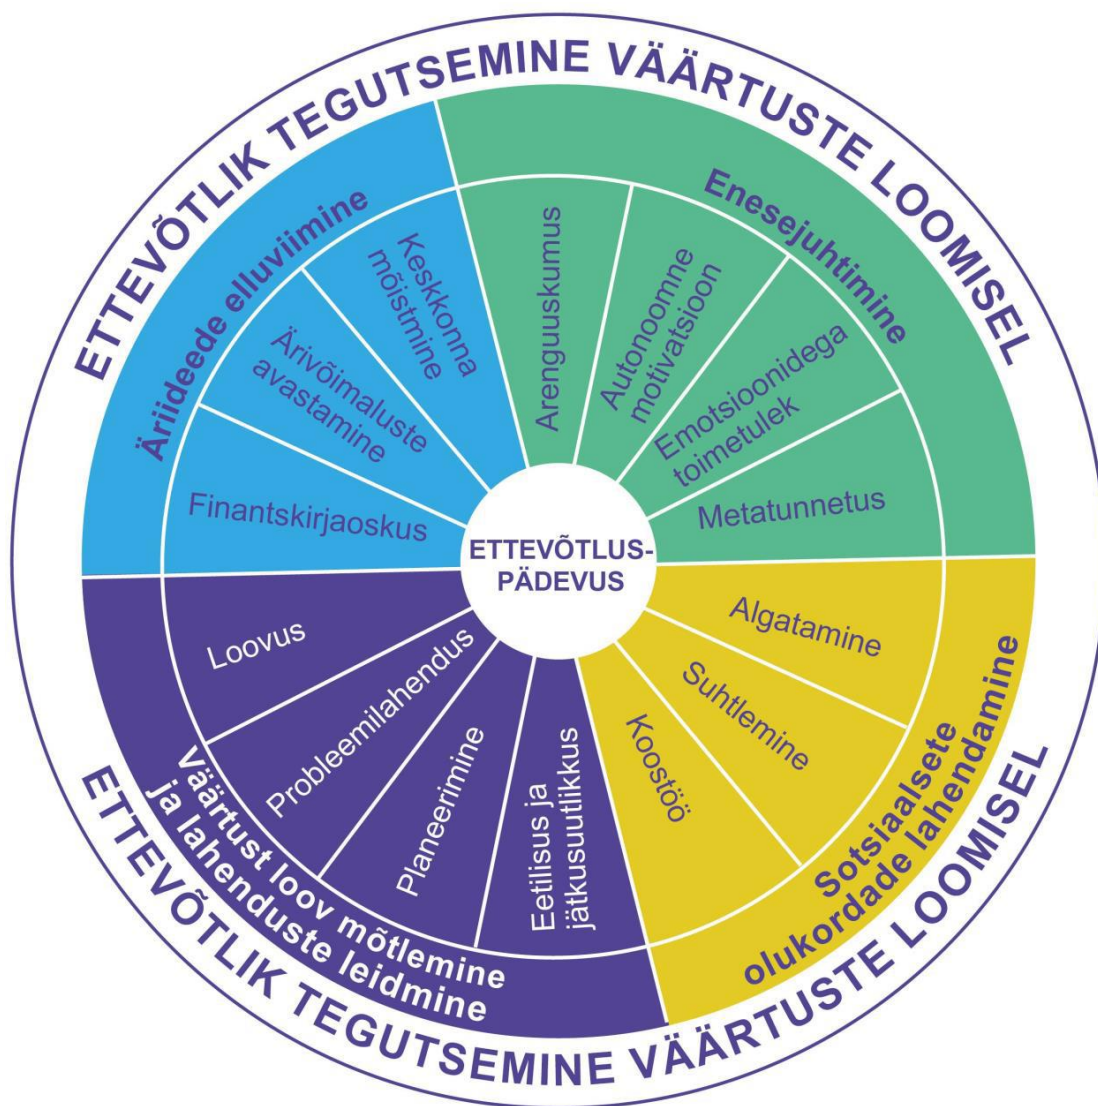 ETTEVÕTLIK TEGUTSEMINE VÄÄRTUSTE LOOMISEL
Enesejuhtimine
Arenguuskumus
Autonoomne
motivatsioon
Emotsioonidega
toimetulek
Metatunnetus
Sotsiaalsete
olukordade lahendamine
Algatamine
Suhtlemine
Koostöö
Väärtust loov mõtlemine
ja lahenduste leidmine
Eetilisus ja
jätkusuutlikkus
Planeerimine
Probleemilahendus
Loovus
Äriideede elluviimine
Finantskirjaoskus
Ärivõimaluste
avastamine
Keskkonna
mõistmine
ETTEVÕTLUS-
PÄDEVUS
ETTEVÕTLIK TEGUTSEMINE VÄÄRTUSTE LOOMISEL